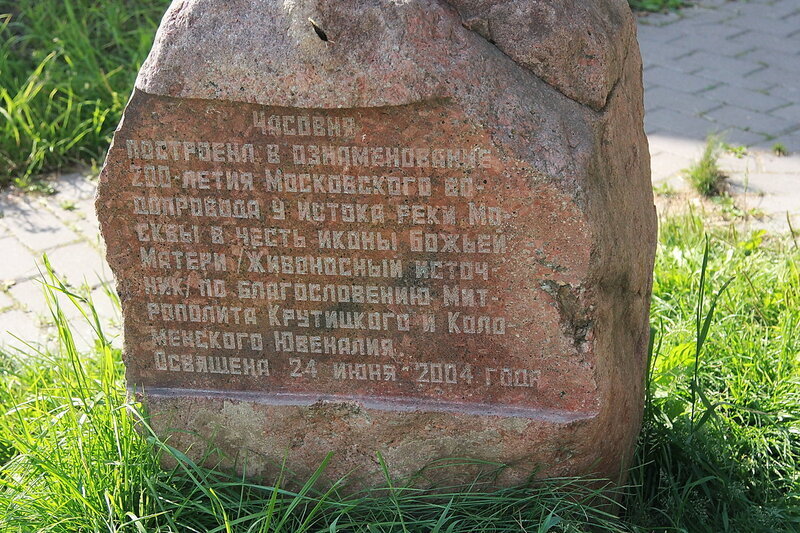 Часовня
построена в ознаменование
200-летия Московского во-
допровода у истока реки Мо-
сквы в честь иконы Божьей
Матери /Живоносный источ-
ник/ по благословению Мит-
рополита Крутицкого и Коло-
менского Ювеналия.
Освящена 24 июня 2004 года